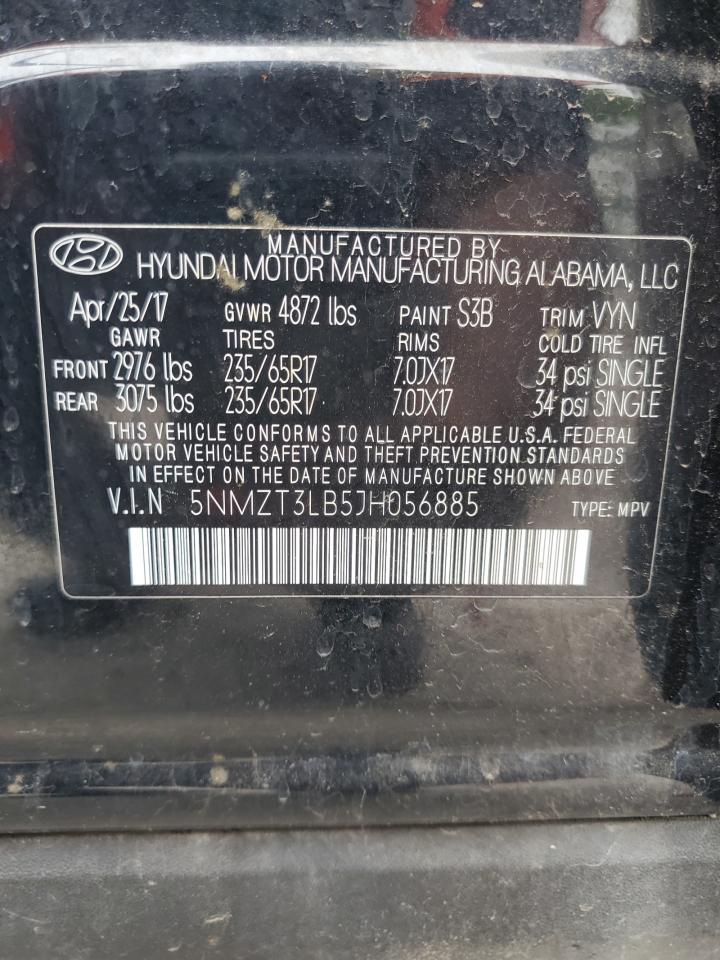 MANUFACTURED BY
HYUNDAI MOTOR MANUFACTURING ALABAMA, LLC
Apr/25/17 GVWR 4872 lbs PAINT S3B TRIM VYN
GAWR TIRES RIMS COLD TIRE INFL
FRONT 2976 lbs 235/65R17 7.0JX17 34 psi SINGLE
REAR 3075 lbs 235/65R17 7.0JX17 34 psi SINGLE
THIS VEHICLE CONFORMS TO ALL APPLICABLE U.S.A. FEDERAL
MOTOR VEHICLE SAFETY AND THEFT PREVENTION STANDARDS
IN EFFECT ON THE DATE OF MANUFACTURE SHOWN ABOVE
V.I.N 5NMZT3LB5JH056885 TYPE: MPV